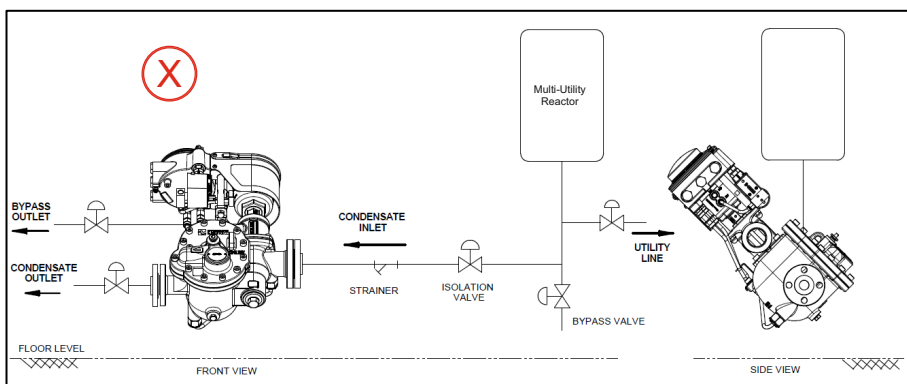 X
Multi-Utility
Reactor
BYPASS
OUTLET
CONDENSATE
INLET
UTILITY
LINE
CONDENSATE
OUTLET
STRAINER
ISOLATION
VALVE
BYPASS VALVE
FLOOR LEVEL
FRONT VIEW
SIDE VIEW